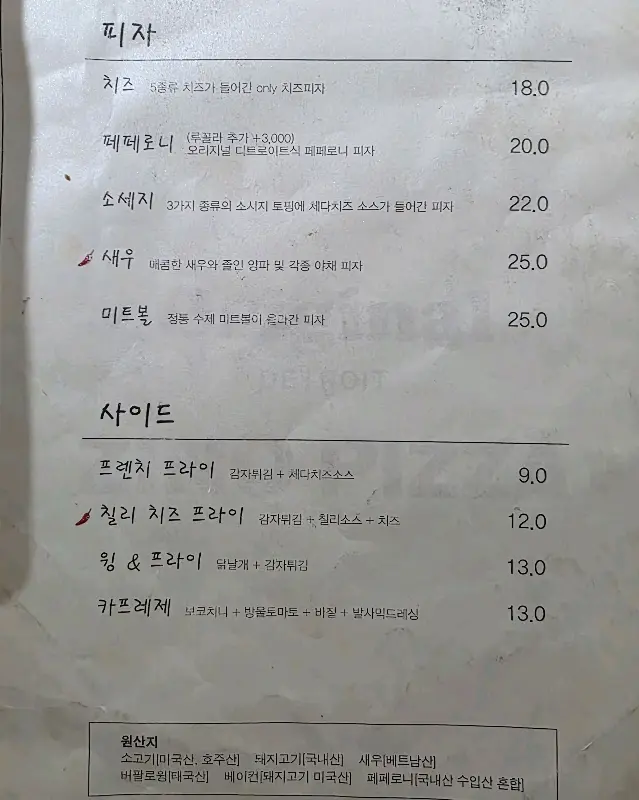 피자
치즈 5종류 치즈가 들어간 only 치즈피자 18.0
페페로니 (루꼴라 추가 +3,000) 20.0
오리지널 디트로이트식 페페로니 피자
소세지 3가지 종류의 소시지 토핑에 체다치즈 소스가 들어간 피자 22.0
새우 매콤한 새우와 졸인 양파 및 각종 야채 피자 25.0
미트볼 정통 수제 미트볼이 올라간 피자 25.0
사이드
프렌치 프라이 감자튀김 + 체다치즈소스 9.0
칠리 치즈 프라이 감자튀김 + 칠리소스 + 치즈 12.0
윙 & 프라이 닭날개 + 감자튀김 13.0
카프레제 보코치니 + 방울토마토 + 바질 + 발사믹드레싱 13.0
원산지
소고기[미국산, 호주산] 돼지고기[국내산] 새우[베트남산]
버팔로윙[태국산] 베이컨[돼지고기 미국산] 페페로니[국내산 수입산 혼합]